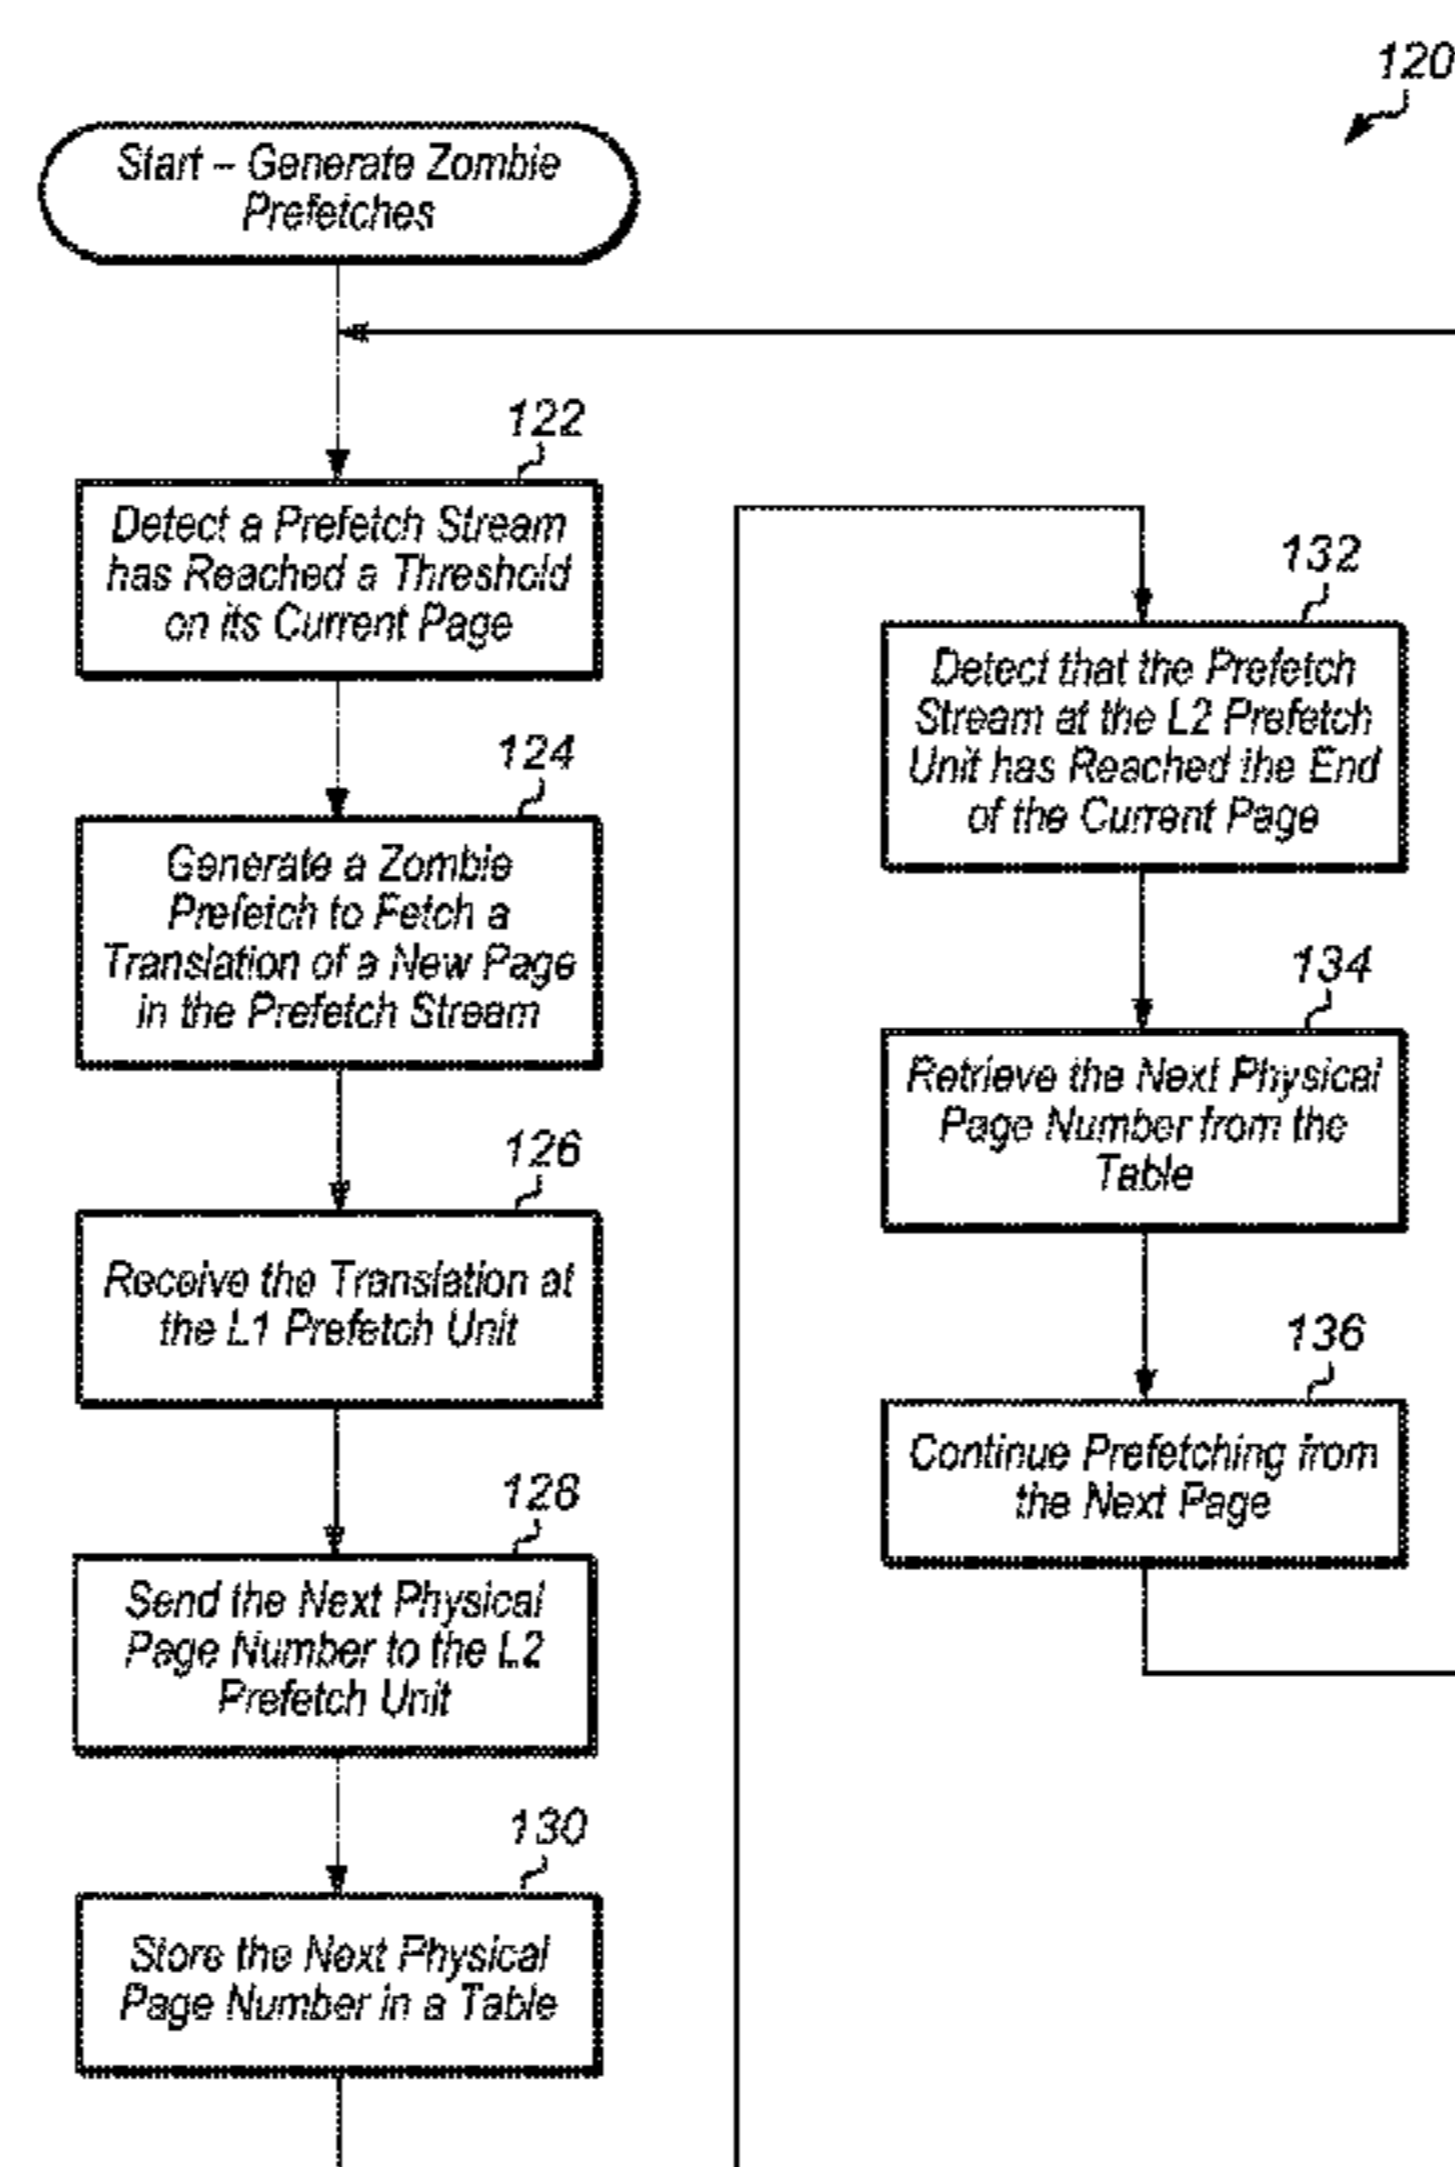 120
Start – Generate Zombie
Prefetches
122
Detect a Prefetch Stream
has Reached a Threshold
on its Current Page
124
Generate a Zombie
Prefetch to Fetch a
Translation of a New Page
in the Prefetch Stream
126
Receive the Translation at
the L1 Prefetch Unit
128
Send the Next Physical
Page Number to the L2
Prefetch Unit
130
Store the Next Physical
Page Number in a Table
132
Detect that the Prefetch
Stream at the L2 Prefetch
Unit has Reached the End
of the Current Page
134
Retrieve the Next Physical
Page Number from the
Table
136
Continue Prefetching from
the Next Page